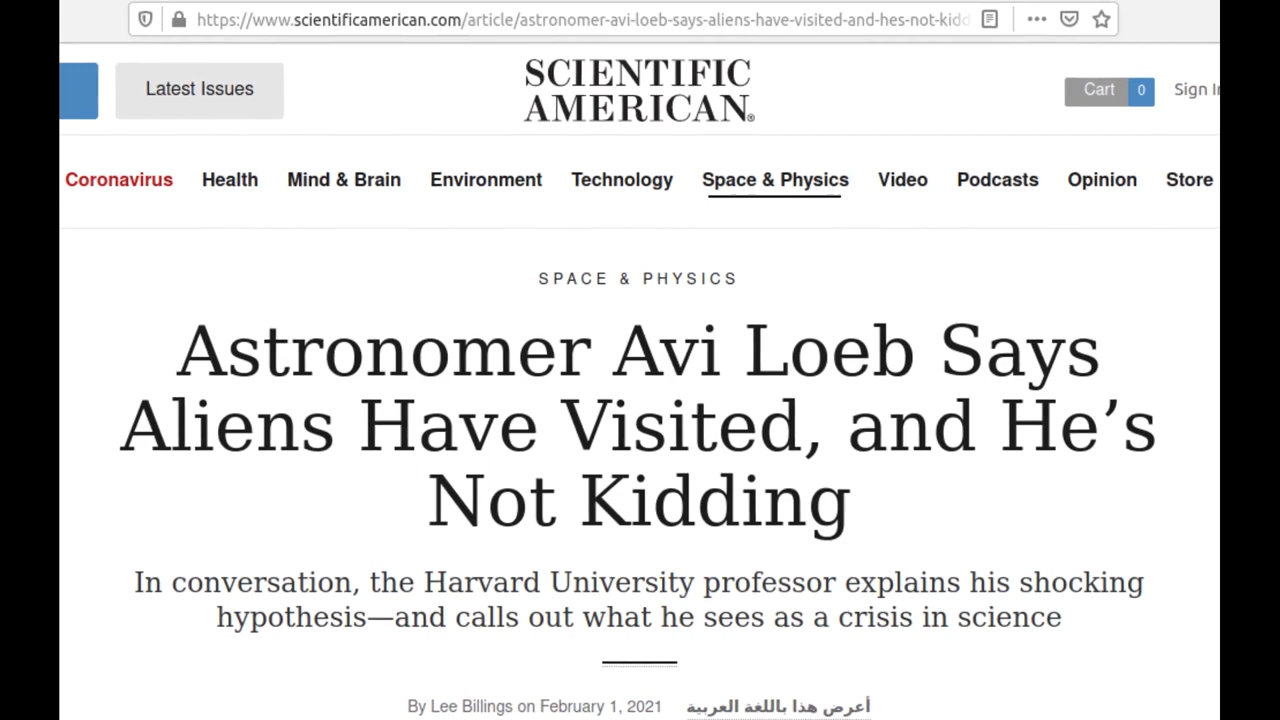 https://www.scientificamerican.com/article/astronomer-avi-loeb-says-aliens-have-visited-and-hes-not-kidd
Latest Issues
SCIENTIFIC
AMERICAN®
Cart 0 Sign In
Coronavirus Health Mind & Brain Environment Technology Space & Physics Video Podcasts Opinion Store
SPACE & PHYSICS
Astronomer Avi Loeb Says
Aliens Have Visited, and He’s
Not Kidding
In conversation, the Harvard University professor explains his shocking
hypothesis—and calls out what he sees as a crisis in science
By Lee Billings on February 1, 2021 أعرض هذا باللغة العربية